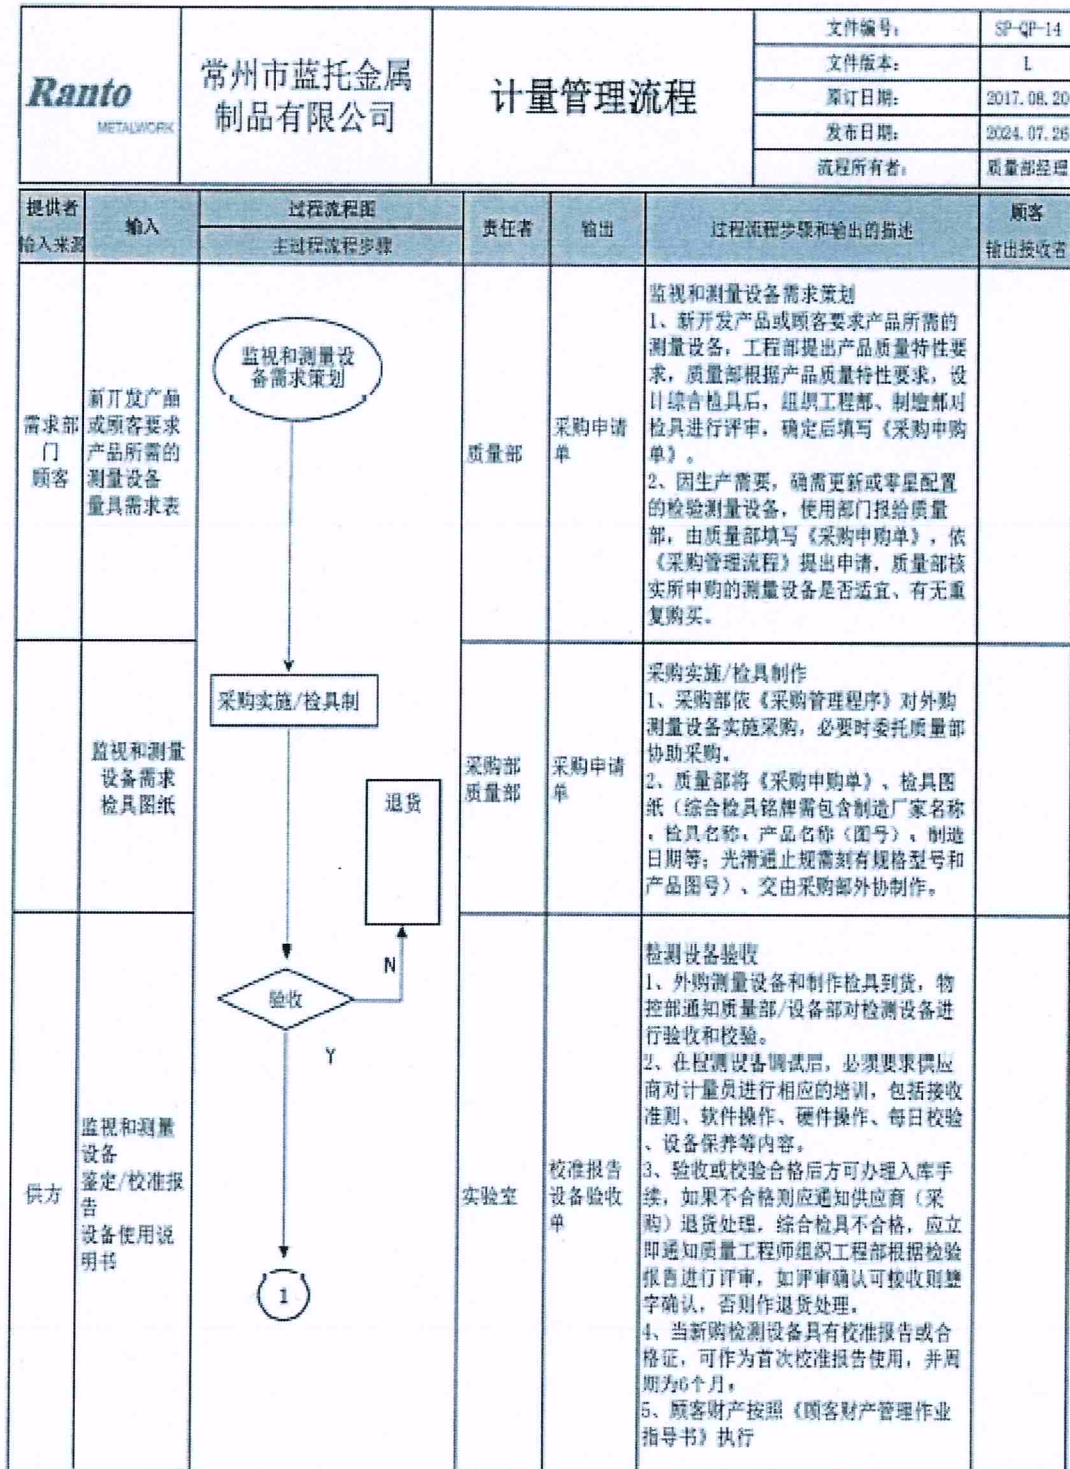 Ranto
METALWORK
常州市蓝托金属
制品有限公司
计量管理流程
文件编号：
SP-QP-14
文件版本：
L
原订日期：
2017.08.20
发布日期：
2024.07.26
流程所有者：
质量部经理
提供者
输入来源
输入
过程流程图
主过程流程步骤
责任者
输出
过程流程步骤和输出的描述
顾客
输出接收者
需求部
门
顾客
新开发产品
或顾客要求
产品所需的
测量设备
量具需求表
监视和测量设
备需求策划
质量部
采购申请
单
监视和测量设备需求策划
1、新开发产品或顾客要求产品所需的
测量设备，工程部提出产品质量特性要
求，质量部根据产品质量特性要求，设
计综合检具后，组织工程部、制造部对
检具进行评审，确定后填写《采购申购
单》。
2、因生产需要，确需更新或零星配置
的检验测量设备，使用部门报给质量
部，由质量部填写《采购申购单》，依
《采购管理流程》提出申请，质量部核
实所申购的测量设备是否适宜、有无重
复购买。
监视和测量
设备需求
检具图纸
采购实施/检具制
退货
采购部
质量部
采购申请
单
采购实施/检具制作
1、采购部依《采购管理程序》对外购
测量设备实施采购，必要时委托质量部
协助采购。
2、质量部将《采购申购单》、检具图
纸（综合检具铭牌需包含制造厂家名称
、检具名称、产品名称（图号）、制造
日期等；光滑通止规需刻有规格型号和
产品图号）、交由采购部外协制作。
供方
监视和测量
设备
鉴定/校准报
告
设备使用说
明书
验收
N
Y
1
实验室
校准报告
设备验收
单
检测设备验收
1、外购测量设备和制作检具到货，物
控部通知质量部/设备部对检测设备进
行验收和校验。
2、在检测设备调试后，必须要求供应
商对计量员进行相应的培训，包括接收
准则、软件操作、硬件操作、每日校验
、设备保养等内容。
3、验收或校验合格后方可办理入库手
续，如果不合格则应通知供应商（采
购）退货处理，综合检具不合格，应立
即通知质量工程师组织工程部根据检验
报告进行评审，如评审确认可接收则签
字确认，否则作退货处理。
4、当新购检测设备具有校准报告或合
格证，可作为首次校准报告使用，并周
期为6个月；
5、顾客财产按照《顾客财产管理作业
指导书》执行